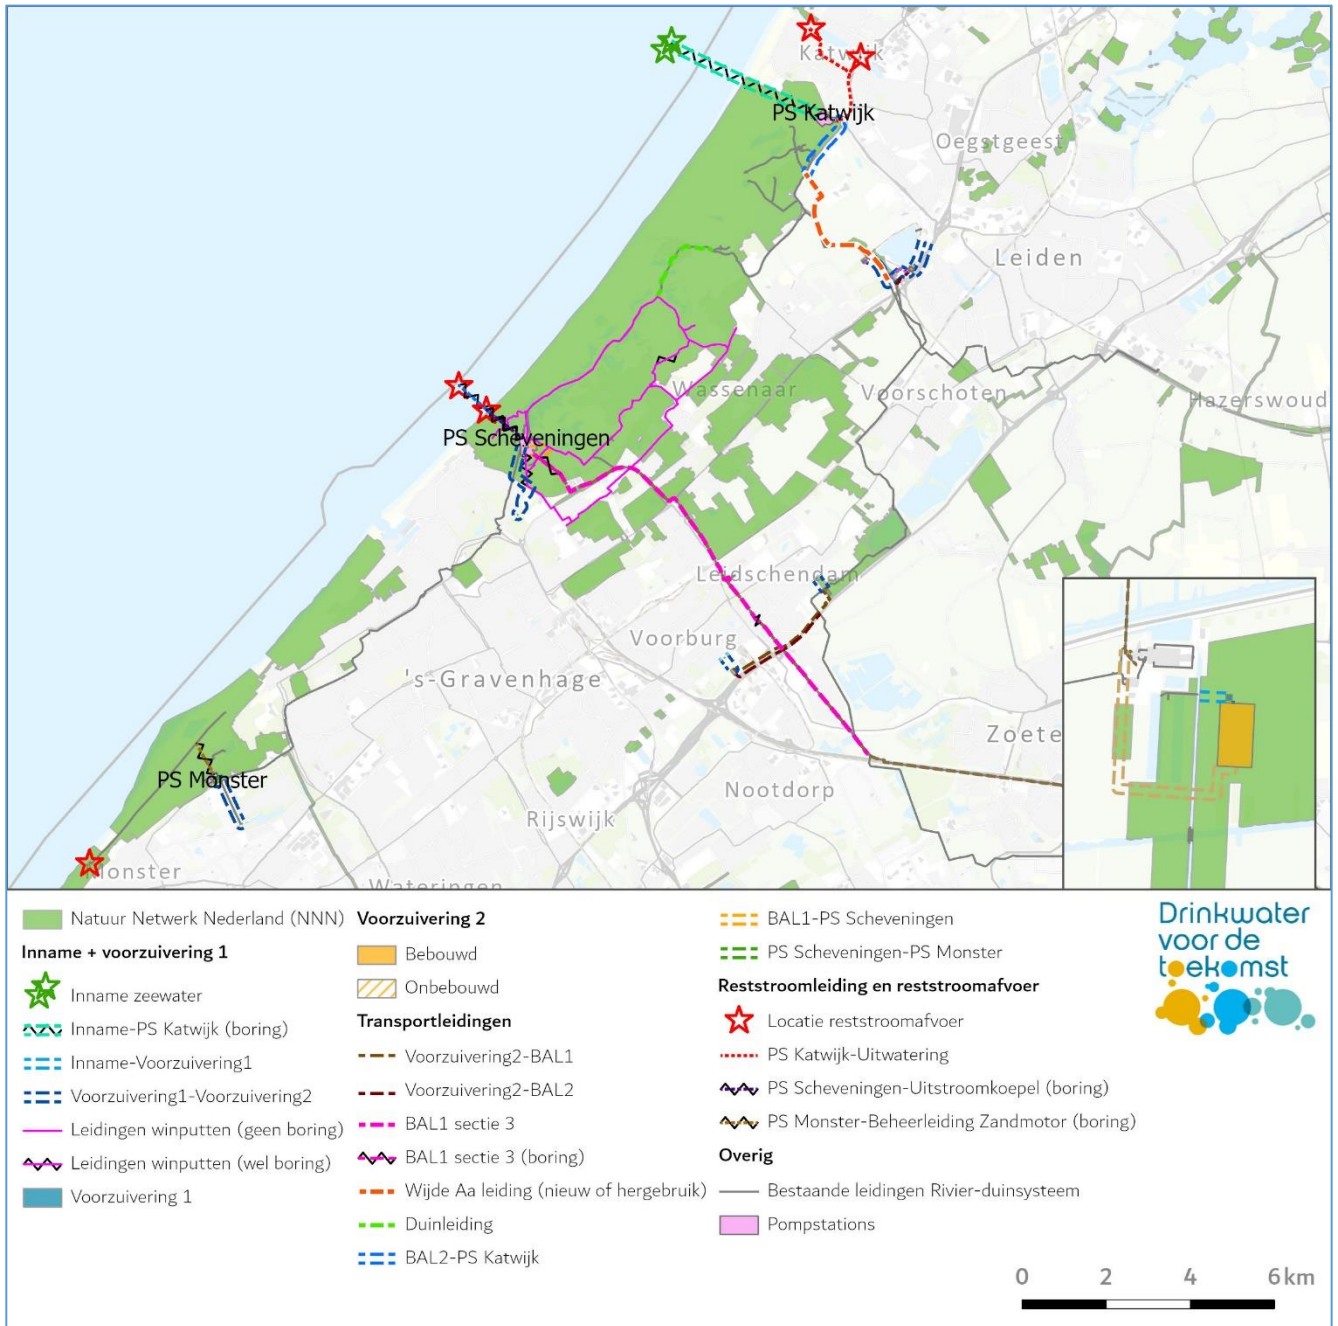 Katwijk
PS Katwijk
Oegstgeest
Leiden
Wassenaar
Voorschoten
Hazerswoud
PS Scheveningen
Leidschendam
Voorburg
's-Gravenhage
Zoete
PS Monster
Nootdorp
Rijswijk
Monster
Wateringen
Natuur Netwerk Nederland (NNN)
Inname + voorzuivering 1
Inname zeewater
Inname-PS Katwijk (boring)
Inname-Voorzuivering1
Voorzuivering1-Voorzuivering2
Leidingen winputten (geen boring)
Leidingen winputten (wel boring)
Voorzuivering 1
Voorzuivering 2
Bebouwd
Onbebouwd
Transportleidingen
Voorzuivering2-BAL1
Voorzuivering2-BAL2
BAL1 sectie 3
BAL1 sectie 3 (boring)
Wijde Aa leiding (nieuw of hergebruik)
Duinleiding
BAL2-PS Katwijk
BAL1-PS Scheveningen
PS Scheveningen-PS Monster
Reststroomleiding en reststroomafvoer
Locatie reststroomafvoer
PS Katwijk-Uitwatering
PS Scheveningen-Uitstroomkoepel (boring)
PS Monster-Beheerleiding Zandmotor (boring)
Overig
Bestaande leidingen Rivier-duinsysteem
Pompstations
Drinkwater
voor de
toekomst
0 2 4 6 km